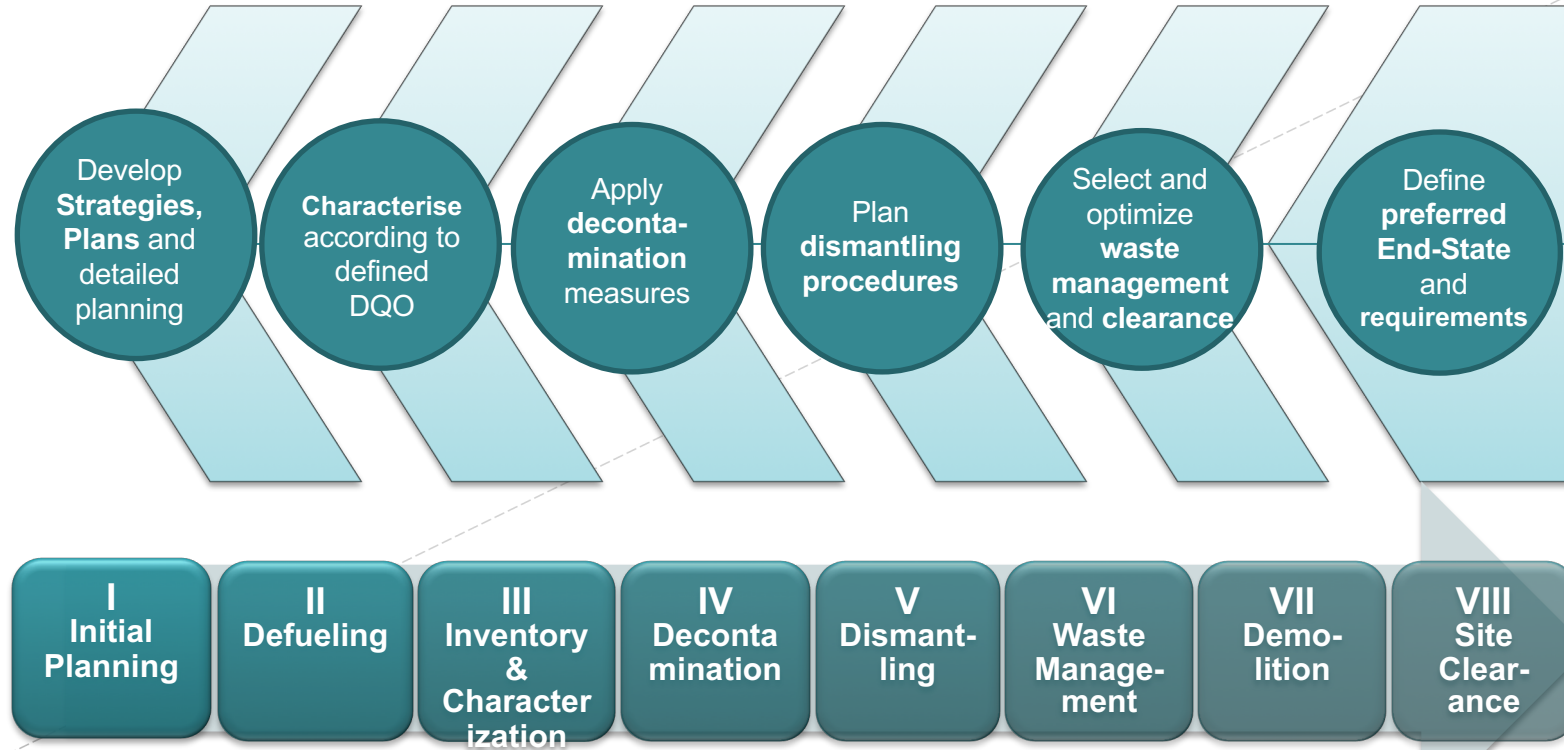 Develop
Strategies,
Plans and
detailed
planning
Characterise
according to
defined
DQO
Apply
deconta-
mination
measures
Plan
dismantling
procedures
Select and
optimize
waste
management
and clearance
Define
preferred
End-State
and
requirements
I
Initial
Planning
II
Defueling
III
Inventory
&
Character
ization
IV
Deconta
mination
V
Dismant-
ling
VI
Waste
Manage-
ment
VII
Demo-
lition
VIII
Site
Clear-
ance